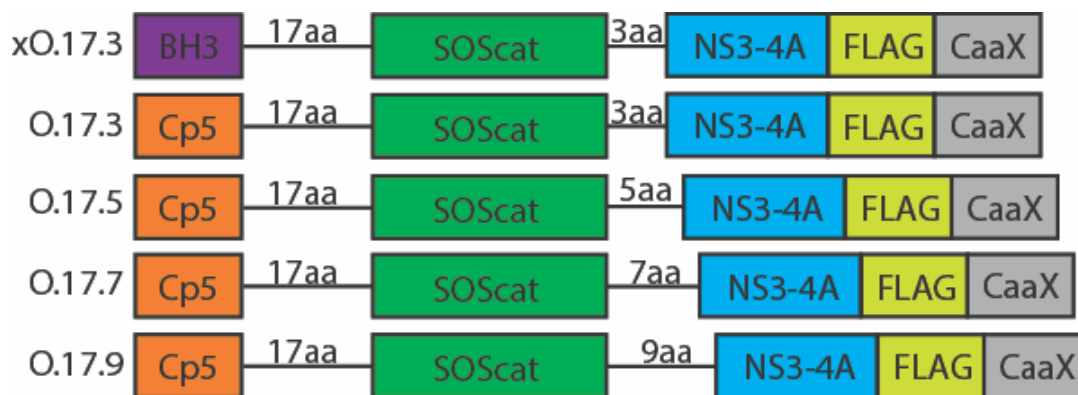 xO.17.3 BH3 17aa SOScat 3aa NS3-4A FLAG CaaX
O.17.3 Cp5 17aa SOScat 3aa NS3-4A FLAG CaaX
O.17.5 Cp5 17aa SOScat 5aa NS3-4A FLAG CaaX
O.17.7 Cp5 17aa SOScat 7aa NS3-4A FLAG CaaX
O.17.9 Cp5 17aa SOScat 9aa NS3-4A FLAG CaaX